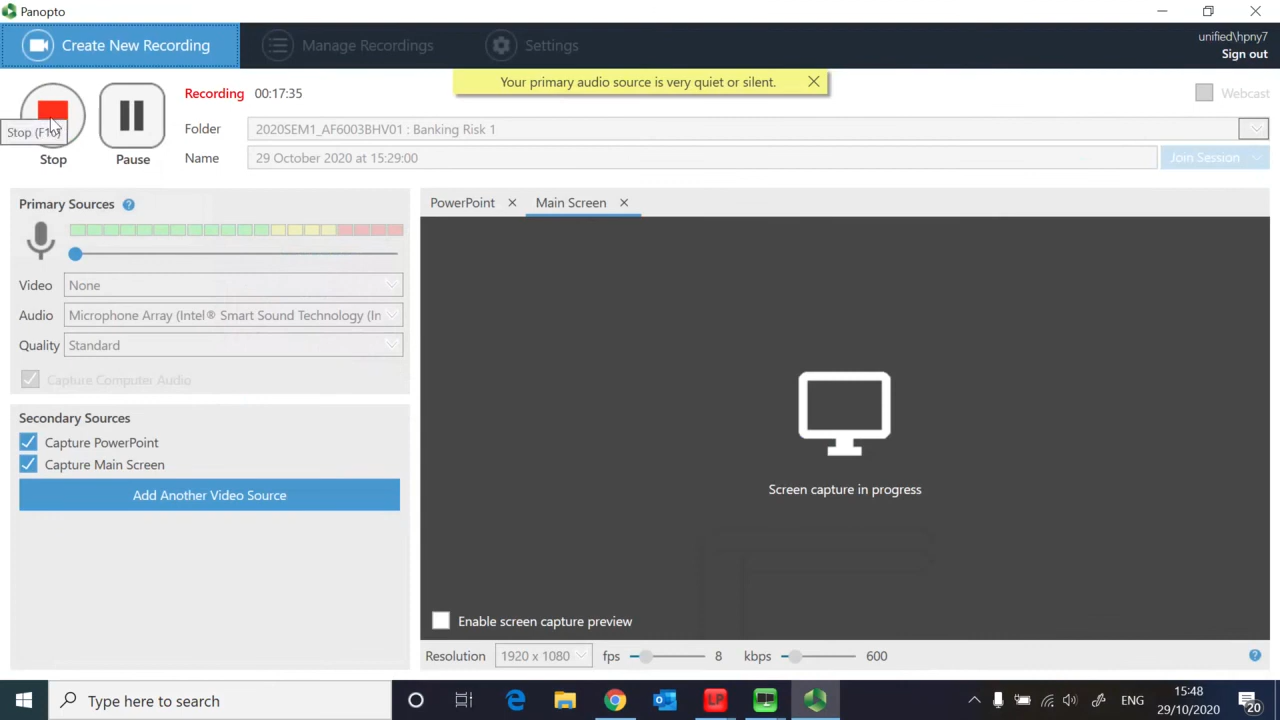 Panopto
Create New Recording
Manage Recordings
Settings
unified\hpny7
Sign out
Your primary audio source is very quiet or silent.
Recording 00:17:35
Webcast
Stop (F10)
Folder 2020SEM1_AF6003BHV01 : Banking Risk 1
Stop
Pause
Name 29 October 2020 at 15:29:00
Join Session
Primary Sources
PowerPoint
Main Screen
Video None
Audio Microphone Array (Intel® Smart Sound Technology (In
Quality Standard
Capture Computer Audio
Secondary Sources
Capture PowerPoint
Capture Main Screen
Add Another Video Source
Screen capture in progress
Enable screen capture preview
Resolution 1920 x 1080 fps 8 kbps 600
Type here to search
LP
ENG
15:48
29/10/2020
20